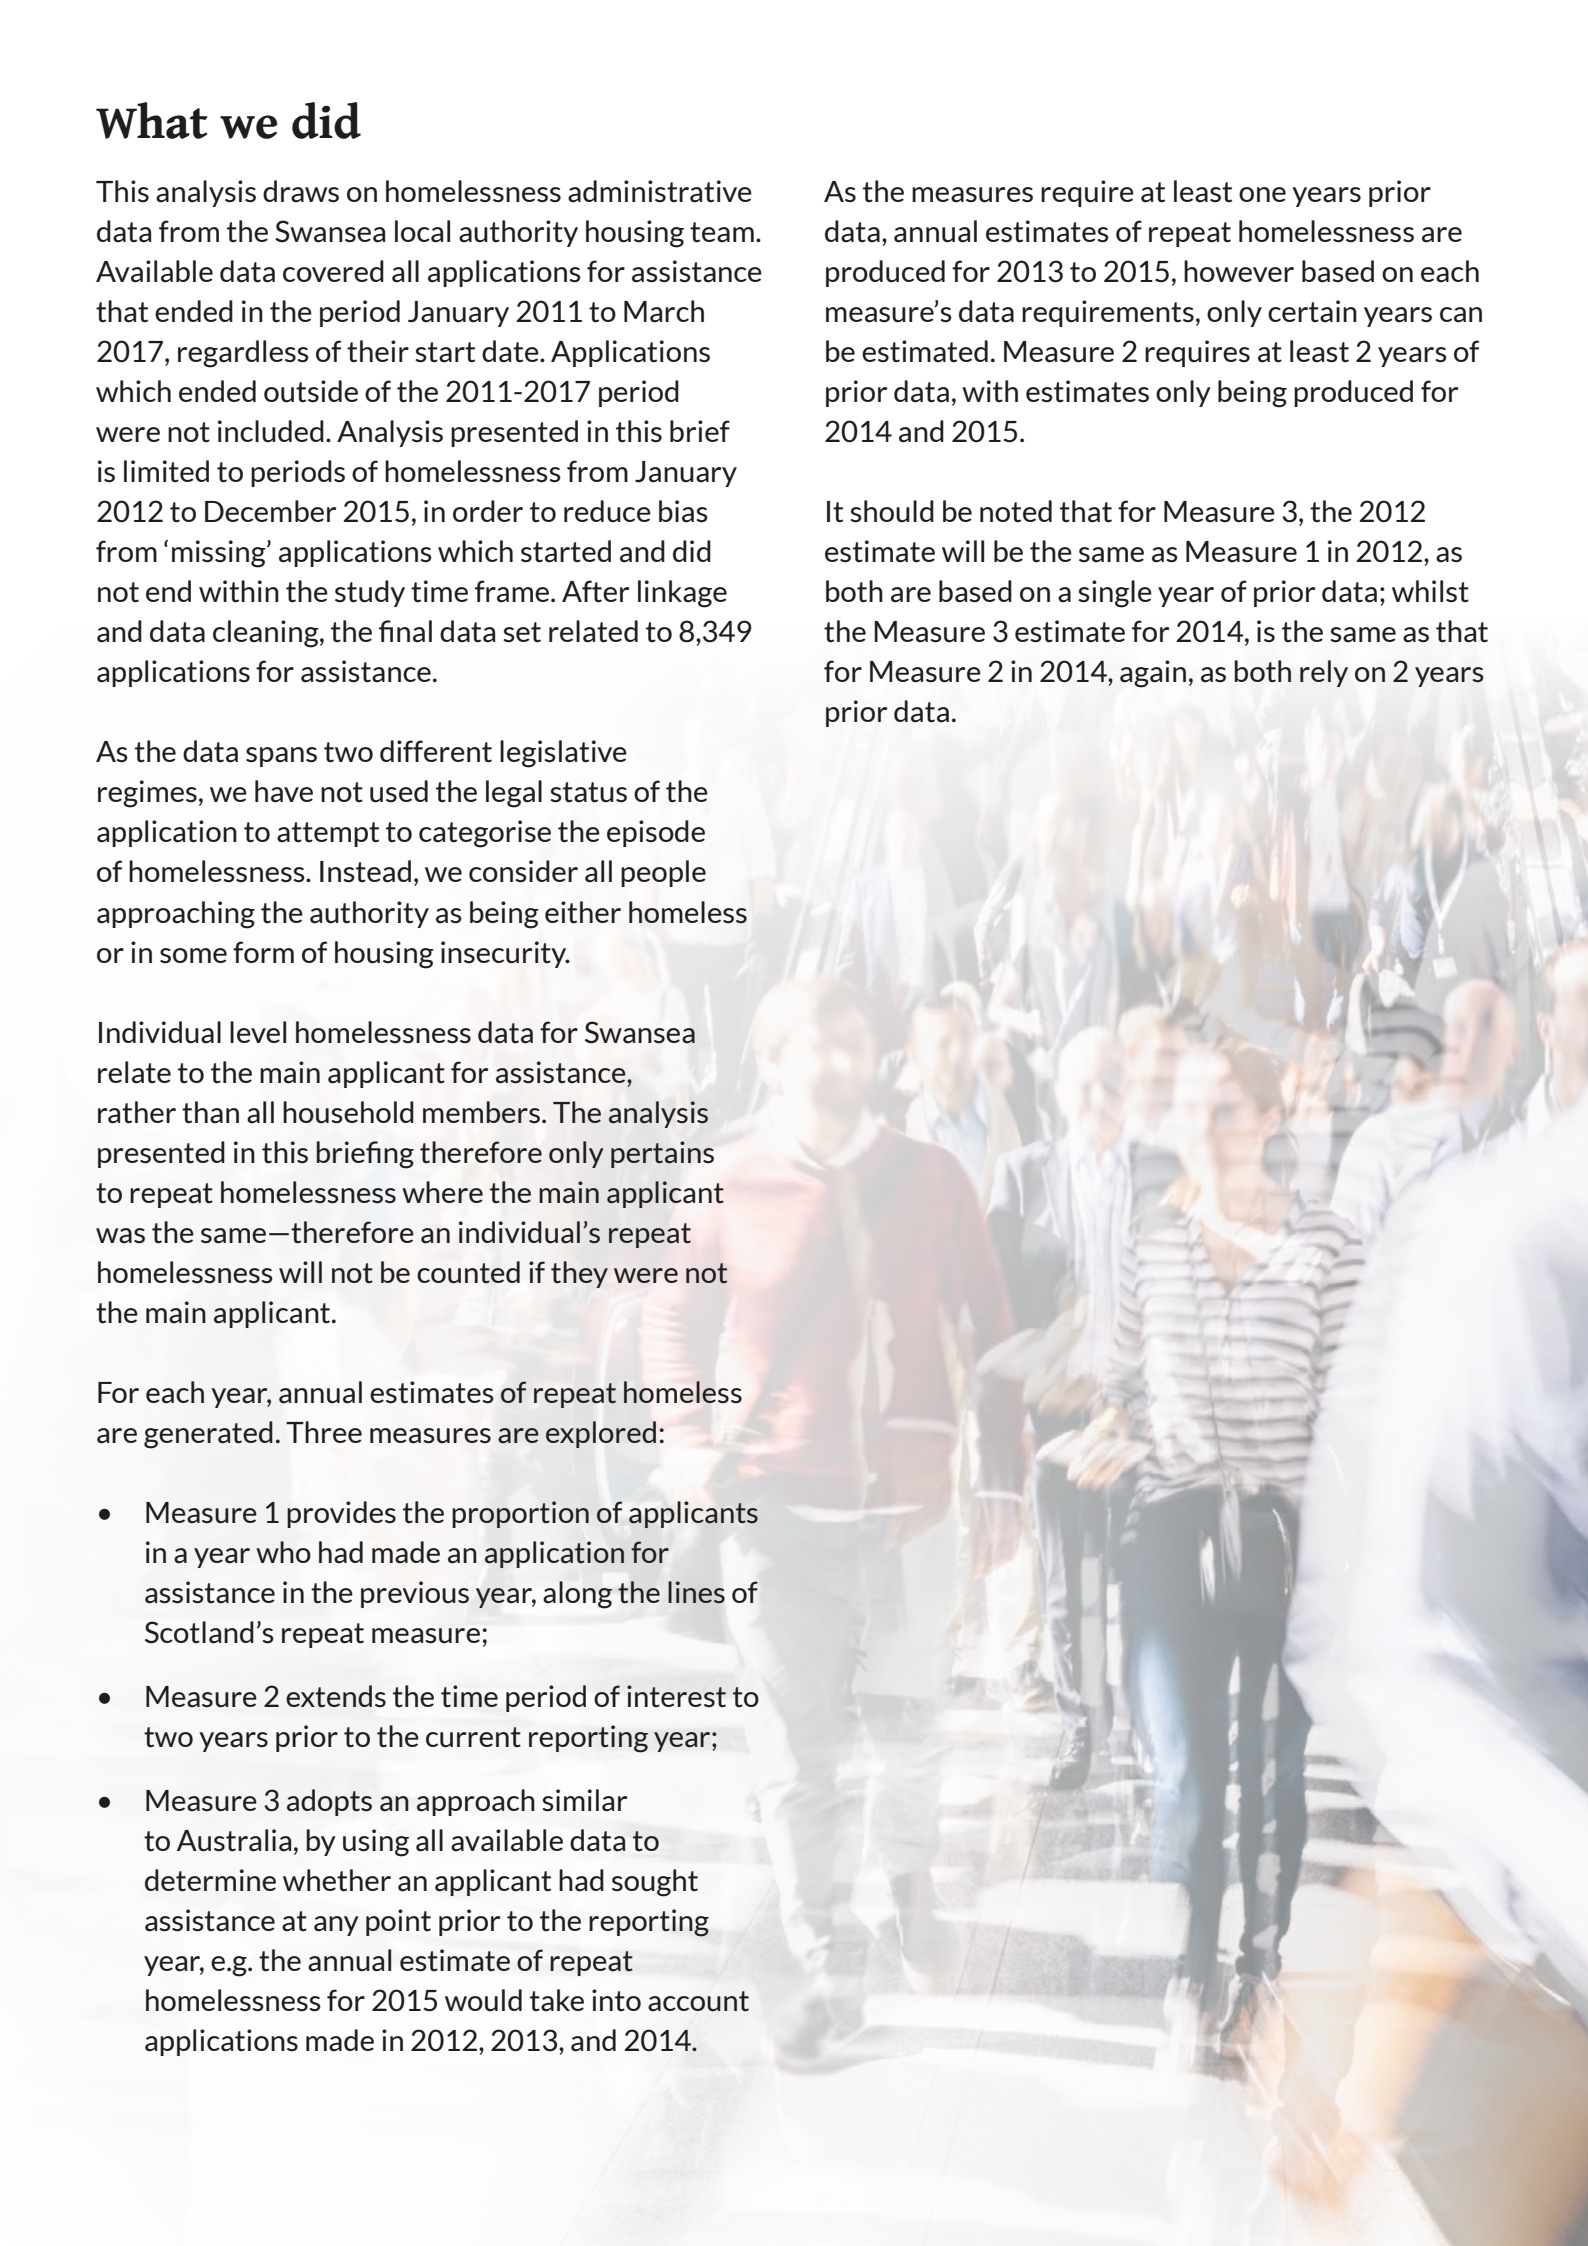 What we did
This analysis draws on homelessness administrative
data from the Swansea local authority housing team.
Available data covered all applications for assistance
that ended in the period January 2011 to March
2017, regardless of their start date. Applications
which ended outside of the 2011-2017 period
were not included. Analysis presented in this brief
is limited to periods of homelessness from January
2012 to December 2015, in order to reduce bias
from ‘missing’ applications which started and did
not end within the study time frame. After linkage
and data cleaning, the final data set related to 8,349
applications for assistance.
As the data spans two different legislative
regimes, we have not used the legal status of the
application to attempt to categorise the episode
of homelessness. Instead, we consider all people
approaching the authority as being either homeless
or in some form of housing insecurity.
Individual level homelessness data for Swansea
relate to the main applicant for assistance,
rather than all household members. The analysis
presented in this briefing therefore only pertains
to repeat homelessness where the main applicant
was the same—therefore an individual’s repeat
homelessness will not be counted if they were not
the main applicant.
For each year, annual estimates of repeat homeless
are generated. Three measures are explored:
• Measure 1 provides the proportion of applicants
in a year who had made an application for
assistance in the previous year, along the lines of
Scotland’s repeat measure;
• Measure 2 extends the time period of interest to
two years prior to the current reporting year;
• Measure 3 adopts an approach similar
to Australia, by using all available data to
determine whether an applicant had sought
assistance at any point prior to the reporting
year, e.g. the annual estimate of repeat
homelessness for 2015 would take into account
applications made in 2012, 2013, and 2014.
As the measures require at least one years prior
data, annual estimates of repeat homelessness are
produced for 2013 to 2015, however based on each
measure’s data requirements, only certain years can
be estimated. Measure 2 requires at least 2 years of
prior data, with estimates only being produced for
2014 and 2015.
It should be noted that for Measure 3, the 2012
estimate will be the same as Measure 1 in 2012, as
both are based on a single year of prior data; whilst
the Measure 3 estimate for 2014, is the same as that
for Measure 2 in 2014, again, as both rely on 2 years
prior data.